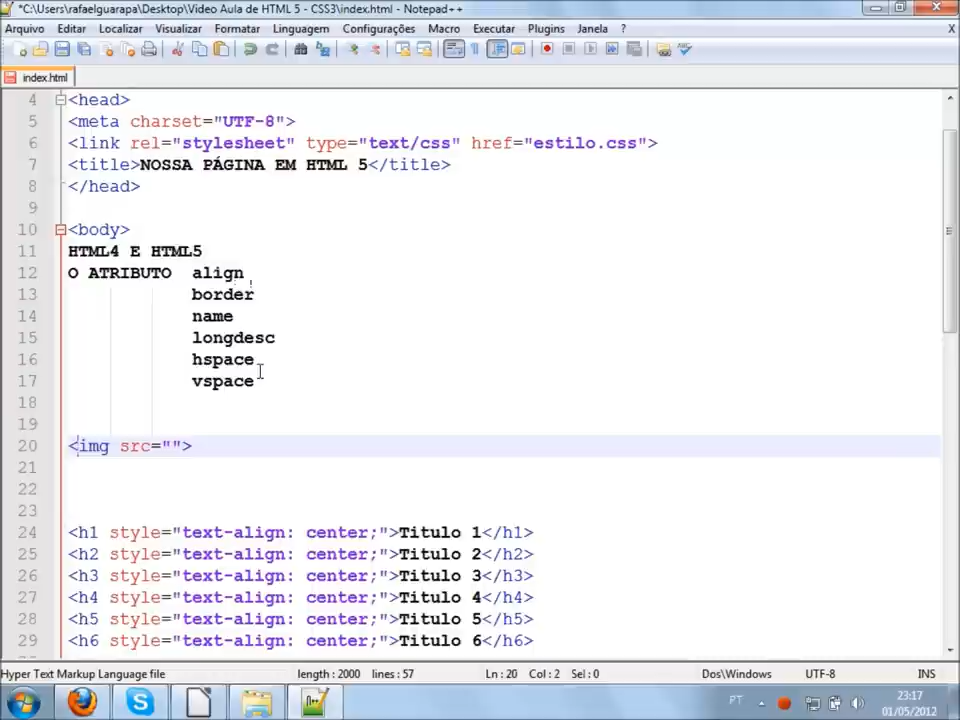 *C:\Users\rafaelguarapa\Desktop\Video Aula de HTML 5 - CSS3\index.html - Notepad++
Arquivo Editar Localizar Visualizar Formatar Linguagem Configurações Macro Executar Plugins Janela ? X
index.html
4 <head>
5 <meta charset="UTF-8">
6 <link rel="stylesheet" type="text/css" href="estilo.css">
7 <title>NOSSA PÁGINA EM HTML 5</title>
8 </head>
9
10 <body>
11 HTML4 E HTML5
12 O ATRIBUTO align
13 border
14 name
15 longdesc
16 hspace
17 vspace
18
19
20 <img src="">
21
22
23
24 <h1 style="text-align: center;">Titulo 1</h1>
25 <h2 style="text-align: center;">Titulo 2</h2>
26 <h3 style="text-align: center;">Titulo 3</h3>
27 <h4 style="text-align: center;">Titulo 4</h4>
28 <h5 style="text-align: center;">Titulo 5</h5>
29 <h6 style="text-align: center;">Titulo 6</h6>
Hyper Text Markup Language file length : 2000 lines : 57 Ln : 20 Col : 2 Sel : 0 Dos\Windows UTF-8 INS
PT 23:17
01/05/2012